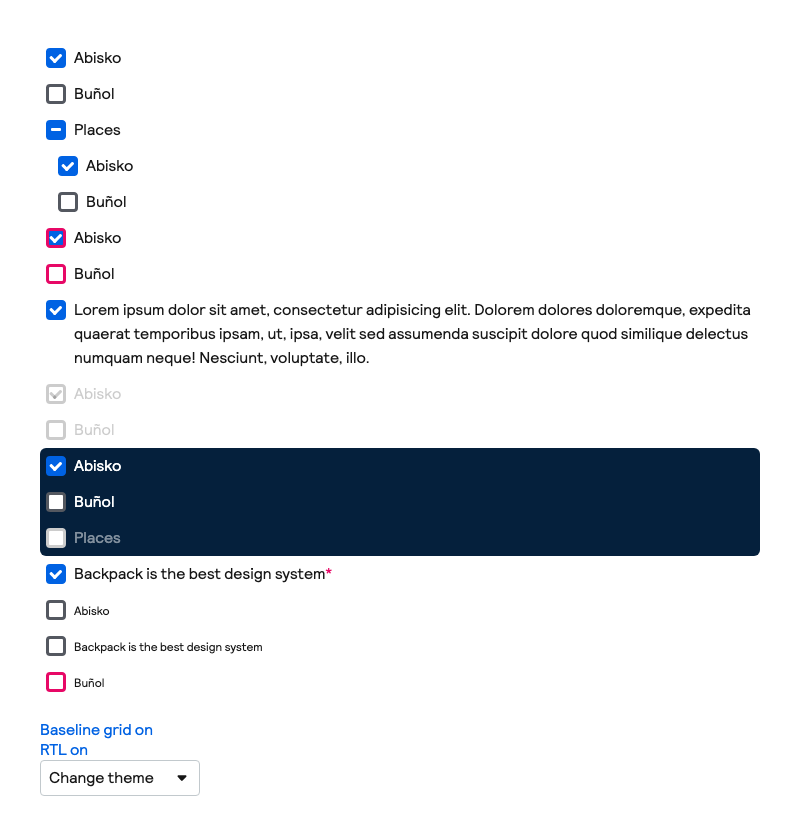 Abisko
Buñol
Places
Abisko
Buñol
Abisko
Buñol
Lorem ipsum dolor sit amet, consectetur adipisicing elit. Dolorem dolores doloremque, expedita
quaerat temporibus ipsam, ut, ipsa, velit sed assumenda suscipit dolore quod similique delectus
numquam neque! Nesciunt, voluptate, illo.
Abisko
Buñol
Abisko
Buñol
Places
Backpack is the best design system*
Abisko
Backpack is the best design system
Buñol
Baseline grid on
RTL on
Change theme